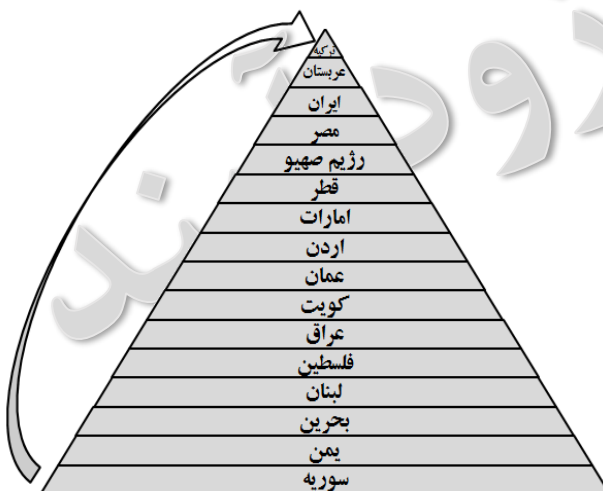 ترکیه
عربستان
ایران
مصر
رژیم صهیو
قطر
امارات
اردن
عمان
کویت
عراق
فلسطین
لبنان
بحرین
یمن
سوریه